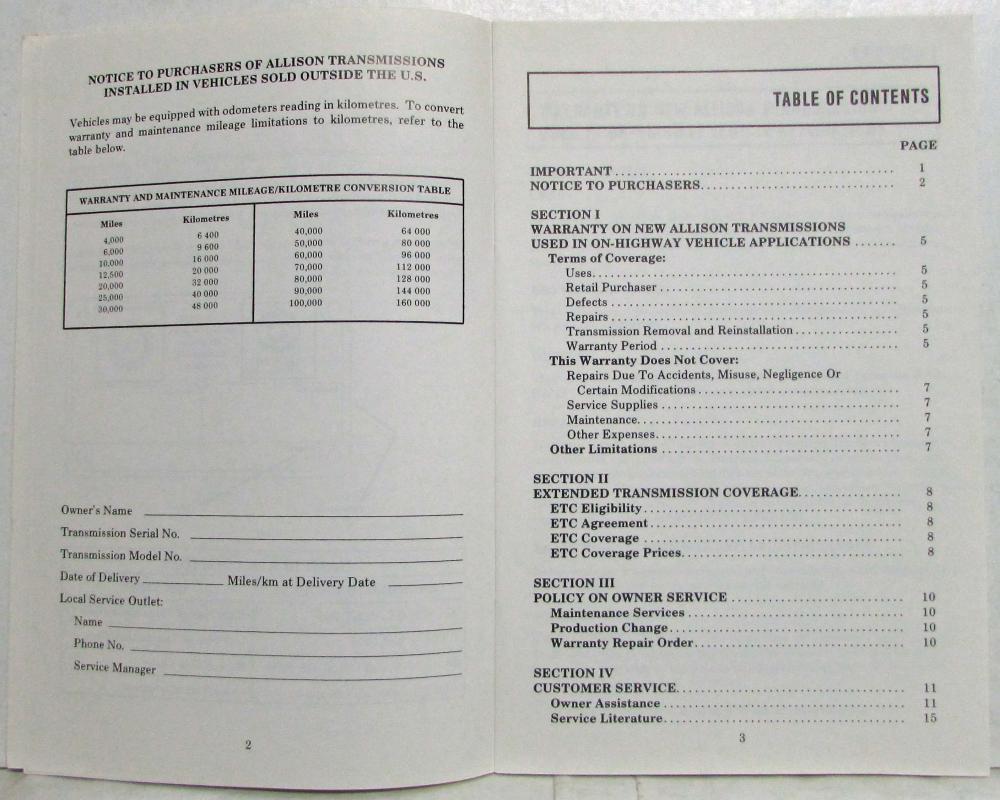 NOTICE TO PURCHASERS OF ALLISON TRANSMISSIONS
INSTALLED IN VEHICLES SOLD OUTSIDE THE U.S.
Vehicles may be equipped with odometers reading in kilometres. To convert
warranty and maintenance mileage limitations to kilometres, refer to the
table below.
WARRANTY AND MAINTENANCE MILEAGE/KILOMETRE CONVERSION TABLE
Miles Kilometres Miles Kilometres
4,000 6 400 40,000 64 000
6,000 9 600 50,000 80 000
10,000 16 000 60,000 96 000
12,500 20 000 70,000 112 000
20,000 32 000 80,000 128 000
25,000 40 000 90,000 144 000
30,000 48 000 100,000 160 000
Owner's Name
Transmission Serial No.
Transmission Model No.
Date of Delivery Miles/km at Delivery Date
Local Service Outlet:
Name
Phone No.
Service Manager
2
TABLE OF CONTENTS
PAGE
IMPORTANT 1
NOTICE TO PURCHASERS 2
SECTION I
WARRANTY ON NEW ALLISON TRANSMISSIONS
USED IN ON-HIGHWAY VEHICLE APPLICATIONS 5
Terms of Coverage:
Uses 5
Retail Purchaser 5
Defects 5
Repairs 5
Transmission Removal and Reinstallation 5
Warranty Period 5
This Warranty Does Not Cover:
Repairs Due To Accidents, Misuse, Negligence Or
Certain Modifications 7
Service Supplies 7
Maintenance 7
Other Expenses 7
Other Limitations 7
SECTION II
EXTENDED TRANSMISSION COVERAGE 8
ETC Eligibility 8
ETC Agreement 8
ETC Coverage 8
ETC Coverage Prices 8
SECTION III
POLICY ON OWNER SERVICE 10
Maintenance Services 10
Production Change 10
Warranty Repair Order 10
SECTION IV
CUSTOMER SERVICE 11
Owner Assistance 11
Service Literature 15
3